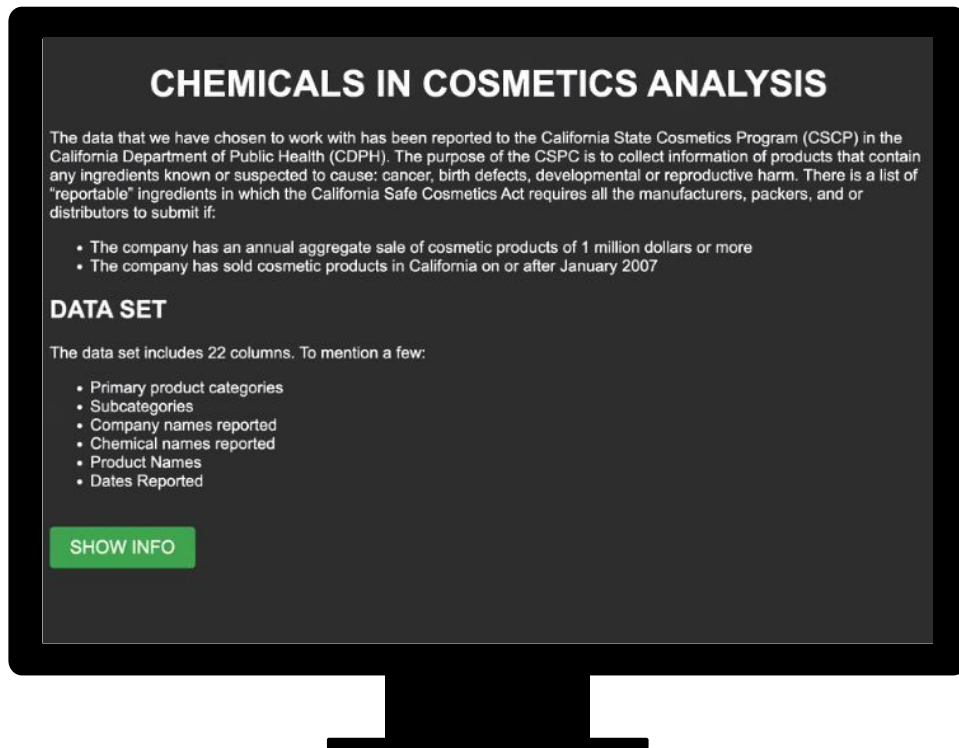 CHEMICALS IN COSMETICS ANALYSIS
The data that we have chosen to work with has been reported to the California State Cosmetics Program (CSCP) in the
California Department of Public Health (CDPH). The purpose of the CSPC is to collect information of products that contain
any ingredients known or suspected to cause: cancer, birth defects, developmental or reproductive harm. There is a list of
“reportable” ingredients in which the California Safe Cosmetics Act requires all the manufacturers, packers, and or
distributors to submit if:
• The company has an annual aggregate sale of cosmetic products of 1 million dollars or more
• The company has sold cosmetic products in California on or after January 2007
DATA SET
The data set includes 22 columns. To mention a few:
• Primary product categories
• Subcategories
• Company names reported
• Chemical names reported
• Product Names
• Dates Reported
SHOW INFO